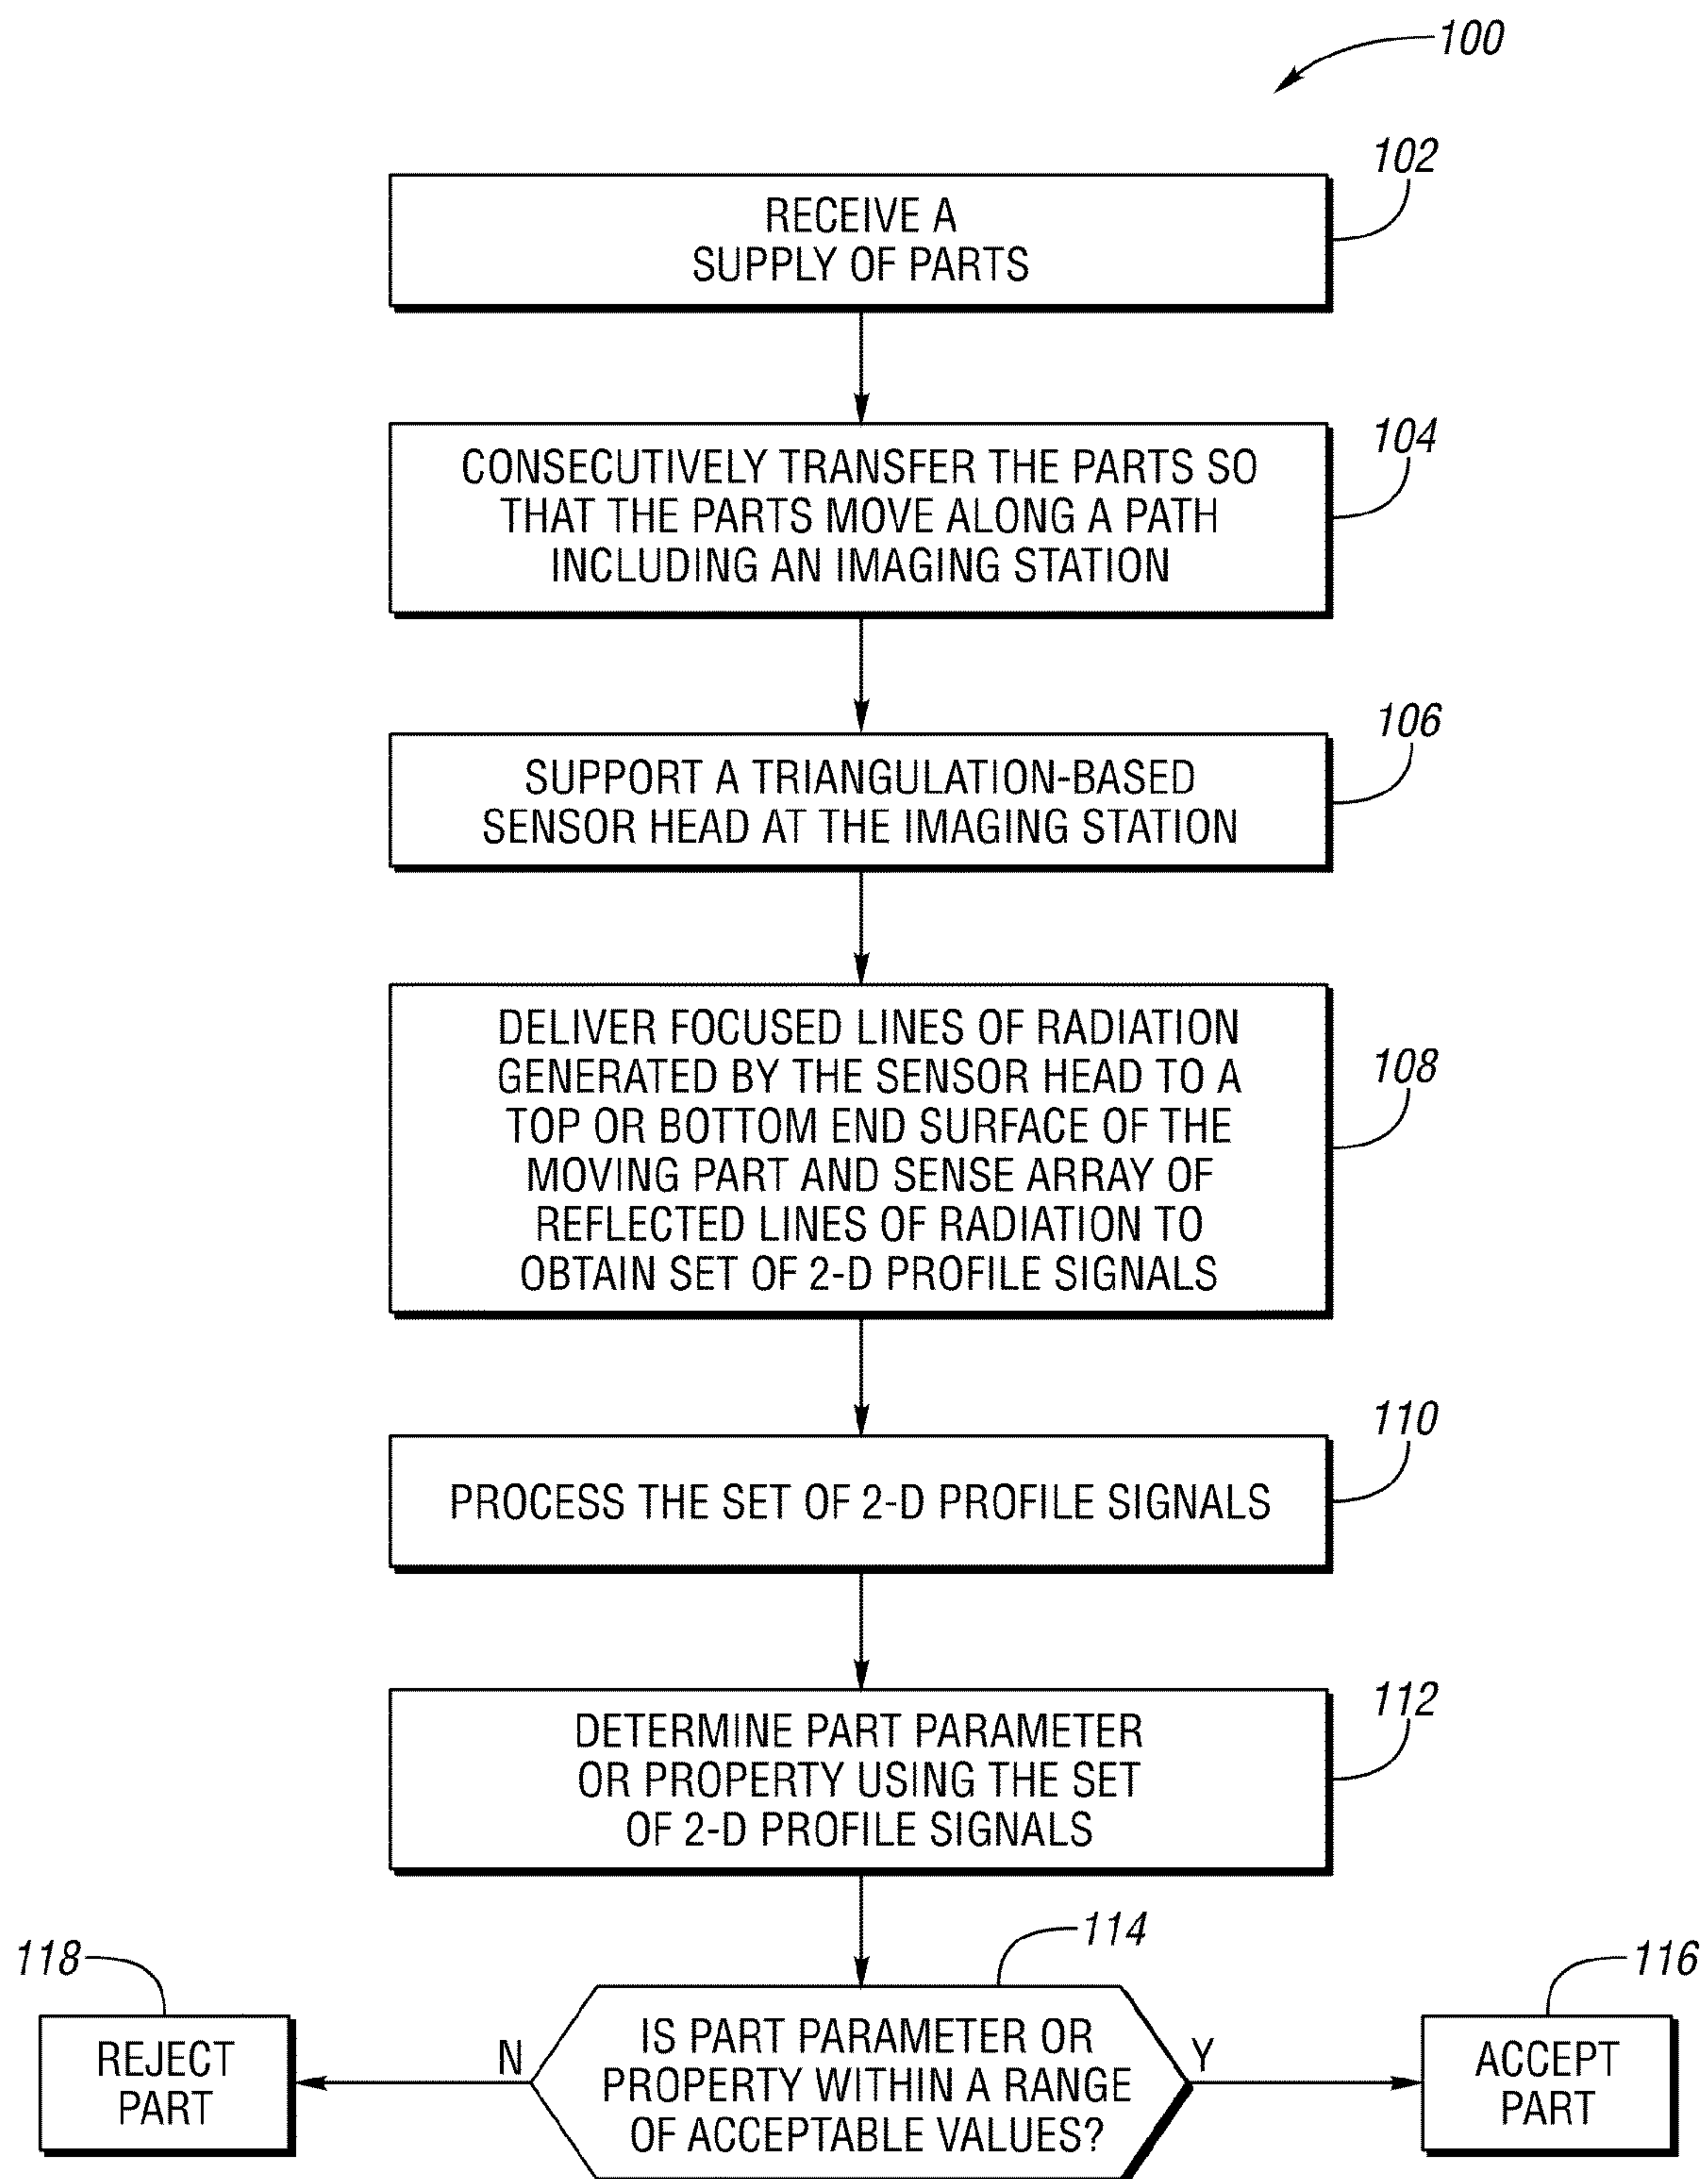 100
102
RECEIVE A
SUPPLY OF PARTS
104
CONSECUTIVELY TRANSFER THE PARTS SO
THAT THE PARTS MOVE ALONG A PATH
INCLUDING AN IMAGING STATION
106
SUPPORT A TRIANGULATION-BASED
SENSOR HEAD AT THE IMAGING STATION
108
DELIVER FOCUSED LINES OF RADIATION
GENERATED BY THE SENSOR HEAD TO A
TOP OR BOTTOM END SURFACE OF THE
MOVING PART AND SENSE ARRAY OF
REFLECTED LINES OF RADIATION TO
OBTAIN SET OF 2-D PROFILE SIGNALS
110
PROCESS THE SET OF 2-D PROFILE SIGNALS
112
DETERMINE PART PARAMETER
OR PROPERTY USING THE SET
OF 2-D PROFILE SIGNALS
114
IS PART PARAMETER OR
PROPERTY WITHIN A RANGE
OF ACCEPTABLE VALUES?
N
118
REJECT
PART
Y
116
ACCEPT
PART